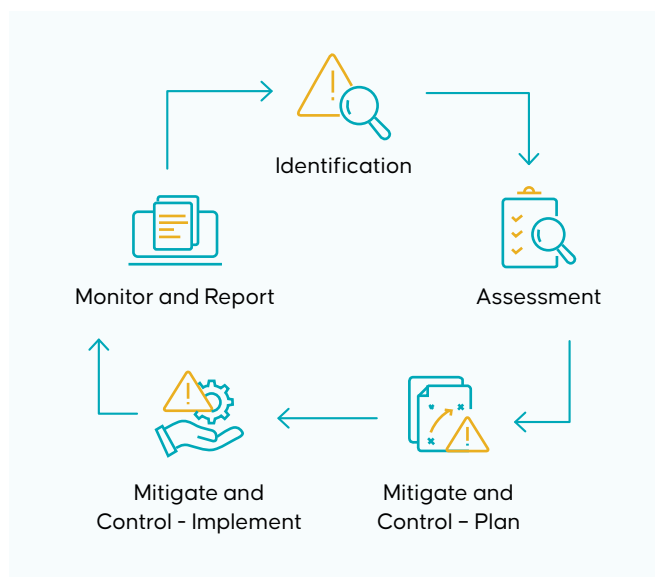 Identification
Assessment
Mitigate and
Control – Plan
Mitigate and
Control - Implement
Monitor and Report